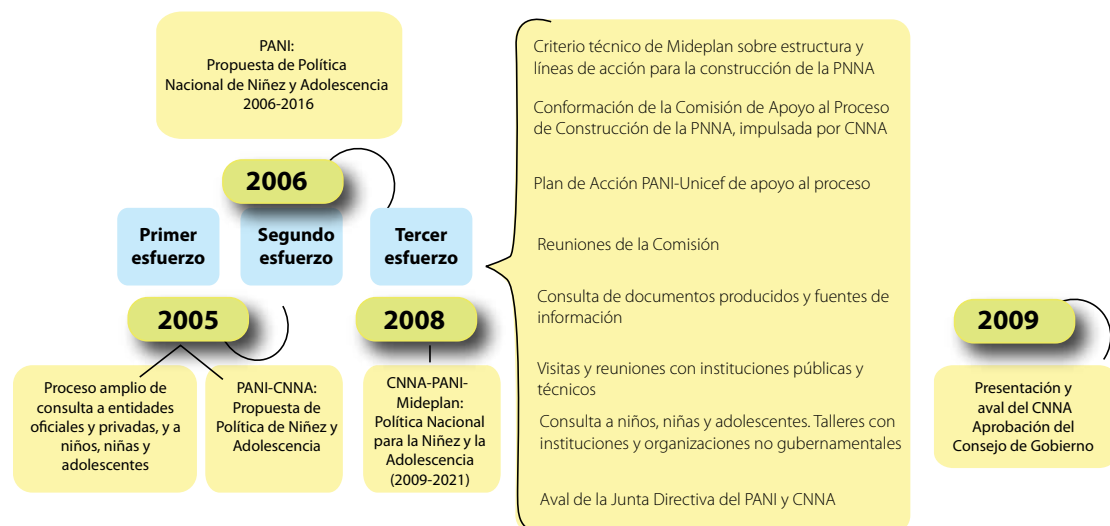 PANI:
Propuesta de Política
Nacional de Niñez y Adolescencia
2006-2016
2006
Primer
esfuerzo
Segundo
esfuerzo
Tercer
esfuerzo
2005
2008
Proceso amplio de
consulta a entidades
oficiales y privadas, y a
niños, niñas y
adolescentes
PANI-CNNA:
Propuesta de
Política de Niñez y
Adolescencia
CNNA-PANI-
Mideplan:
Política Nacional
para la Niñez y la
Adolescencia
(2009-2021)
Criterio técnico de Mideplan sobre estructura y
líneas de acción para la construcción de la PNNA
Conformación de la Comisión de Apoyo al Proceso
de Construcción de la PNNA, impulsada por CNNA
Plan de Acción PANI-Unicef de apoyo al proceso
Reuniones de la Comisión
Consulta de documentos producidos y fuentes de
información
Visitas y reuniones con instituciones públicas y
técnicos
Consulta a niños, niñas y adolescentes. Talleres con
instituciones y organizaciones no gubernamentales
Aval de la Junta Directiva del PANI y CNNA
2009
Presentación y
aval del CNNA
Aprobación del
Consejo de Gobierno